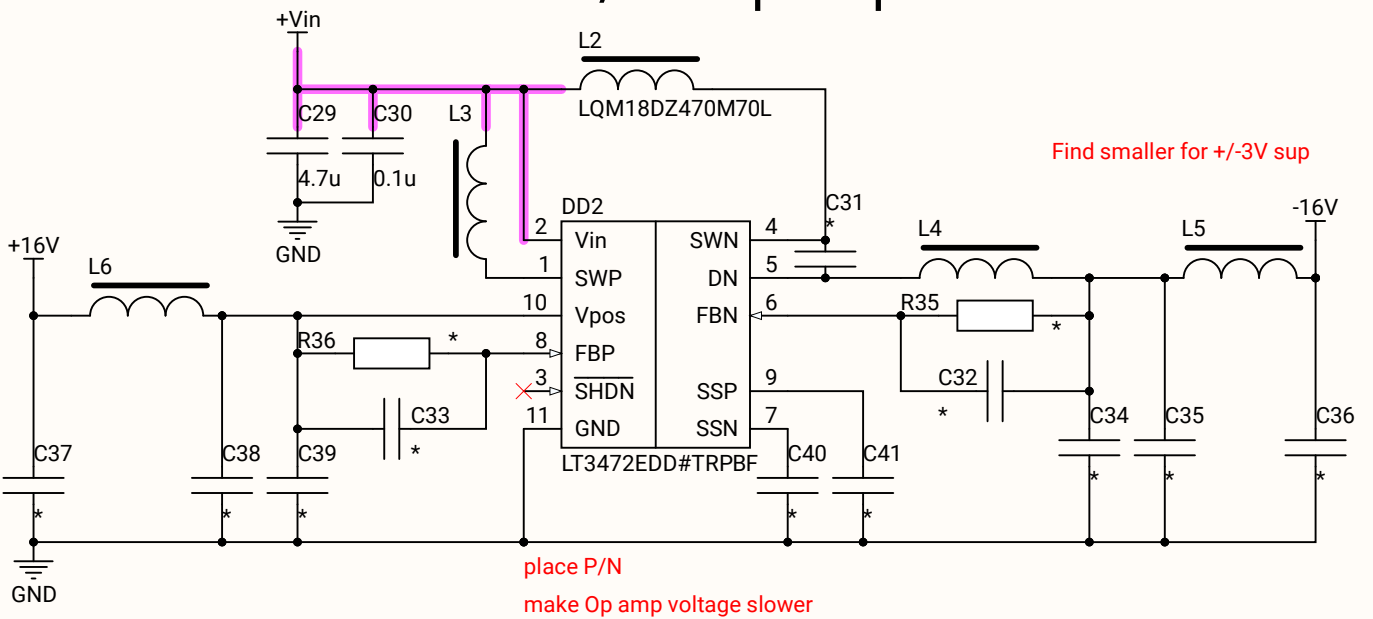 +Vin
L2
C29
C30
L3
LQM18DZ470M70L
Find smaller for +/-3V sup
4.7u
0.1u
DD2
C31
*
-16V
GND
+16V
L6
2
Vin
SWN
4
L4
L5
1
SWP
DN
5
10
Vpos
FBN
6
R35
*
R36
*
8
FBP
3
SHDN
SSP
9
C32
*
11
GND
SSN
7
C33
*
C34
*
C35
*
C36
*
LT3472EDD#TRPBF
C37
*
C38
*
C39
*
C40
*
C41
*
GND
place P/N
make Op amp voltage slower